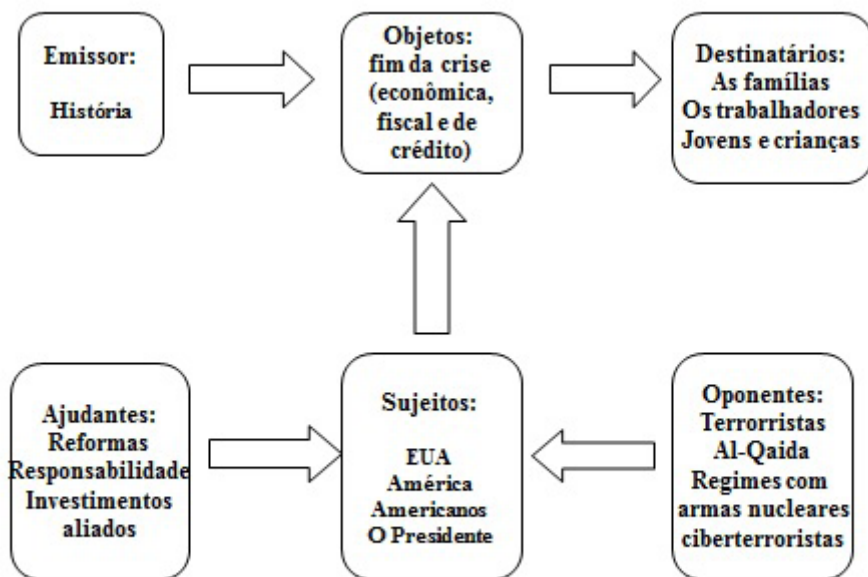 Emissor:
História
Objetos:
fim da crise
(econômica,
fiscal e de
crédito)
Destinatários:
As famílias
Os trabalhadores
Jovens e crianças
Ajudantes:
Reformas
Responsabilidade
Investimentos
aliados
Sujeitos:
EUA
América
Americanos
O Presidente
Oponentes:
Terrorristas
Al-Qaida
Regimes com
armas nucleares
ciberterroristas